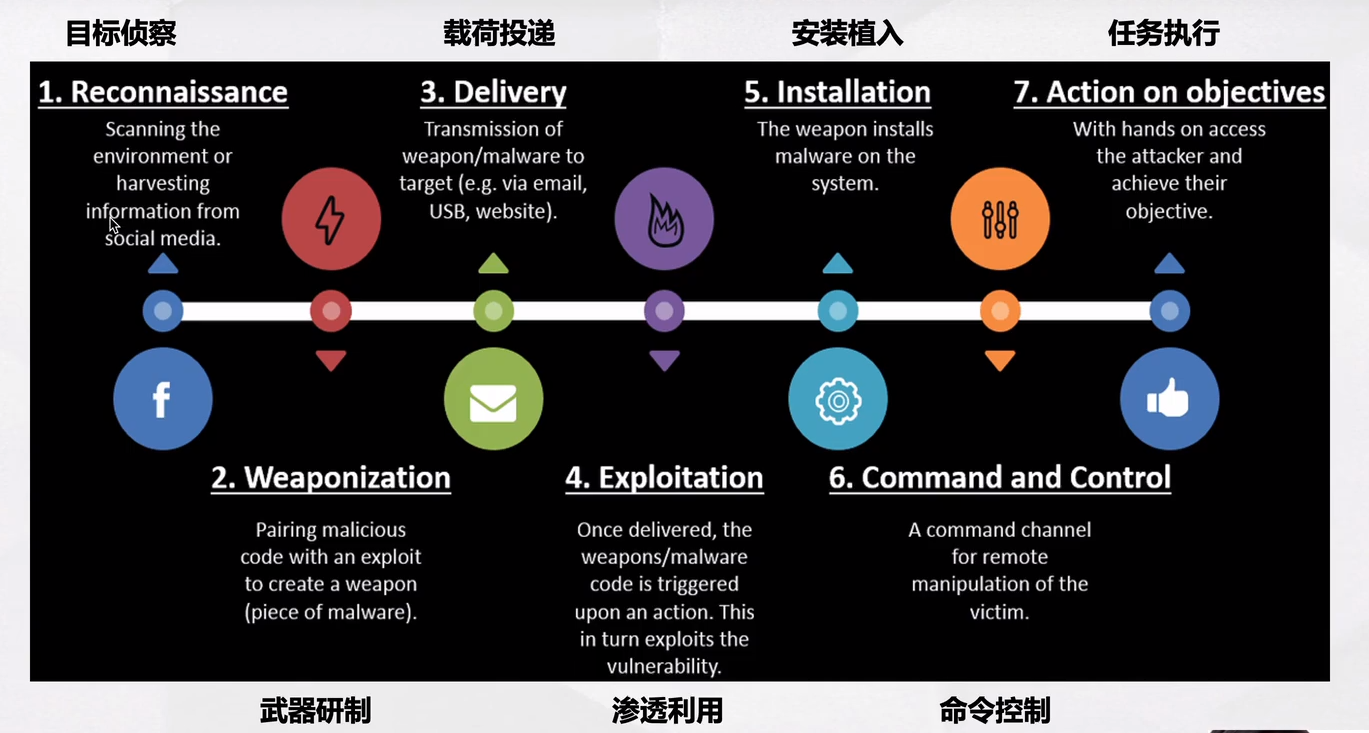 目标侦察
载荷投递
安装植入
任务执行
1. Reconnaissance
Scanning the
environment or
harvesting
information from
social media.
3. Delivery
Transmission of
weapon/malware to
target (e.g. via email,
USB, website).
5. Installation
The weapon installs
malware on the
system.
7. Action on objectives
With hands on access
the attacker and
achieve their
objective.
f
2. Weaponization
Pairing malicious
code with an exploit
to create a weapon
(piece of malware).
4. Exploitation
Once delivered, the
weapons/malware
code is triggered
upon an action. This
in turn exploits the
vulnerability.
6. Command and Control
A command channel
for remote
manipulation of the
victim.
武器研制
渗透利用
命令控制